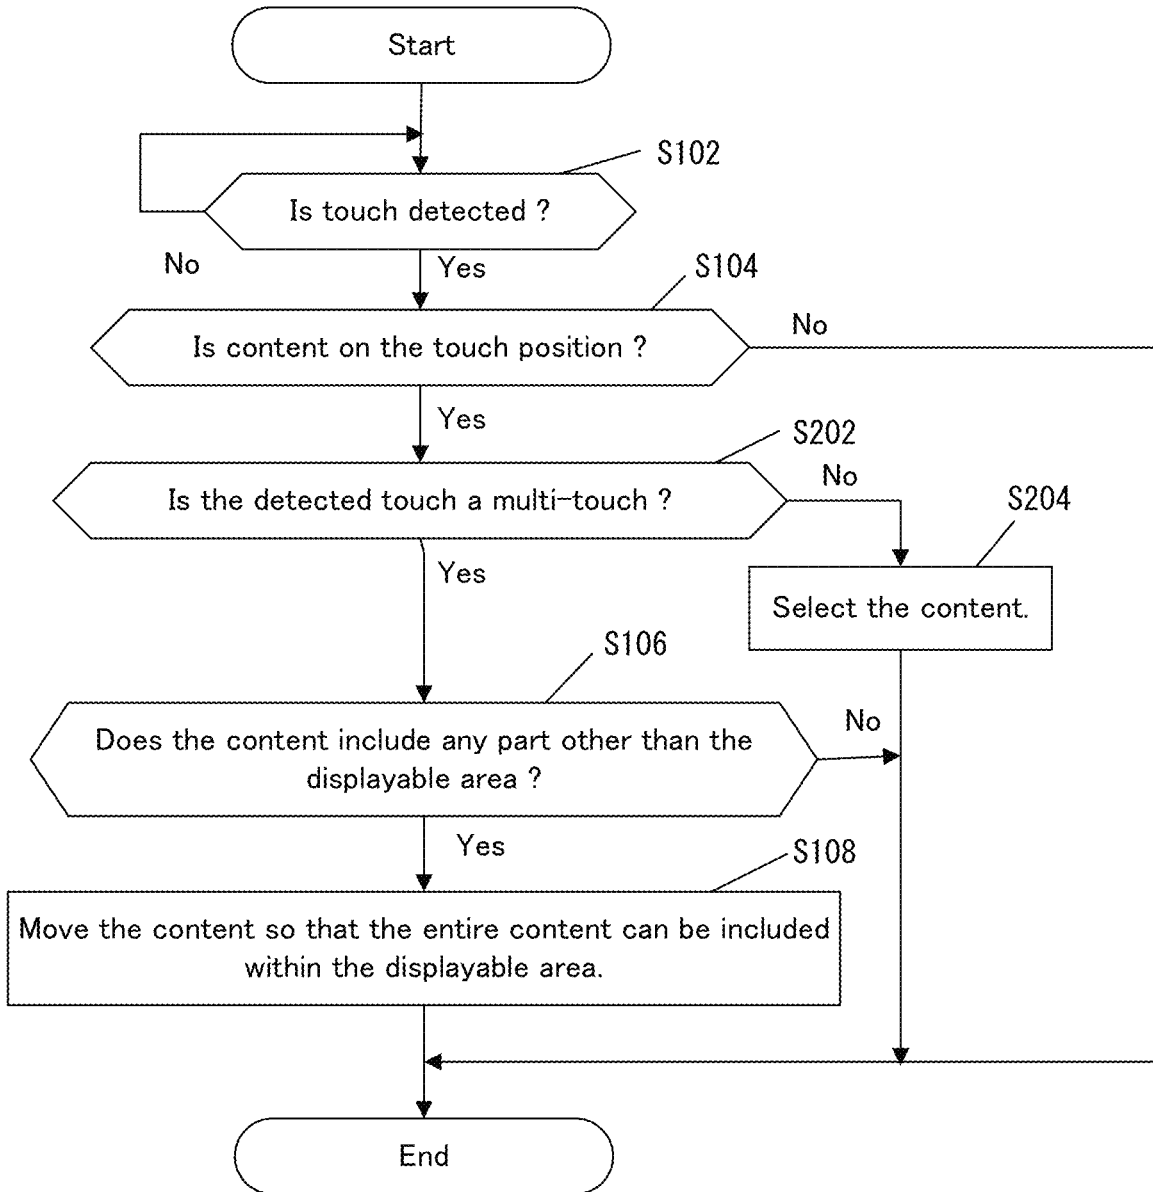 Start
S102
Is touch detected ?
No
Yes
S104
Is content on the touch position ?
No
Yes
S202
Is the detected touch a multi-touch ?
No
S204
Yes
Select the content.
S106
Does the content include any part other than the
displayable area ?
No
Yes
S108
Move the content so that the entire content can be included
within the displayable area.
End